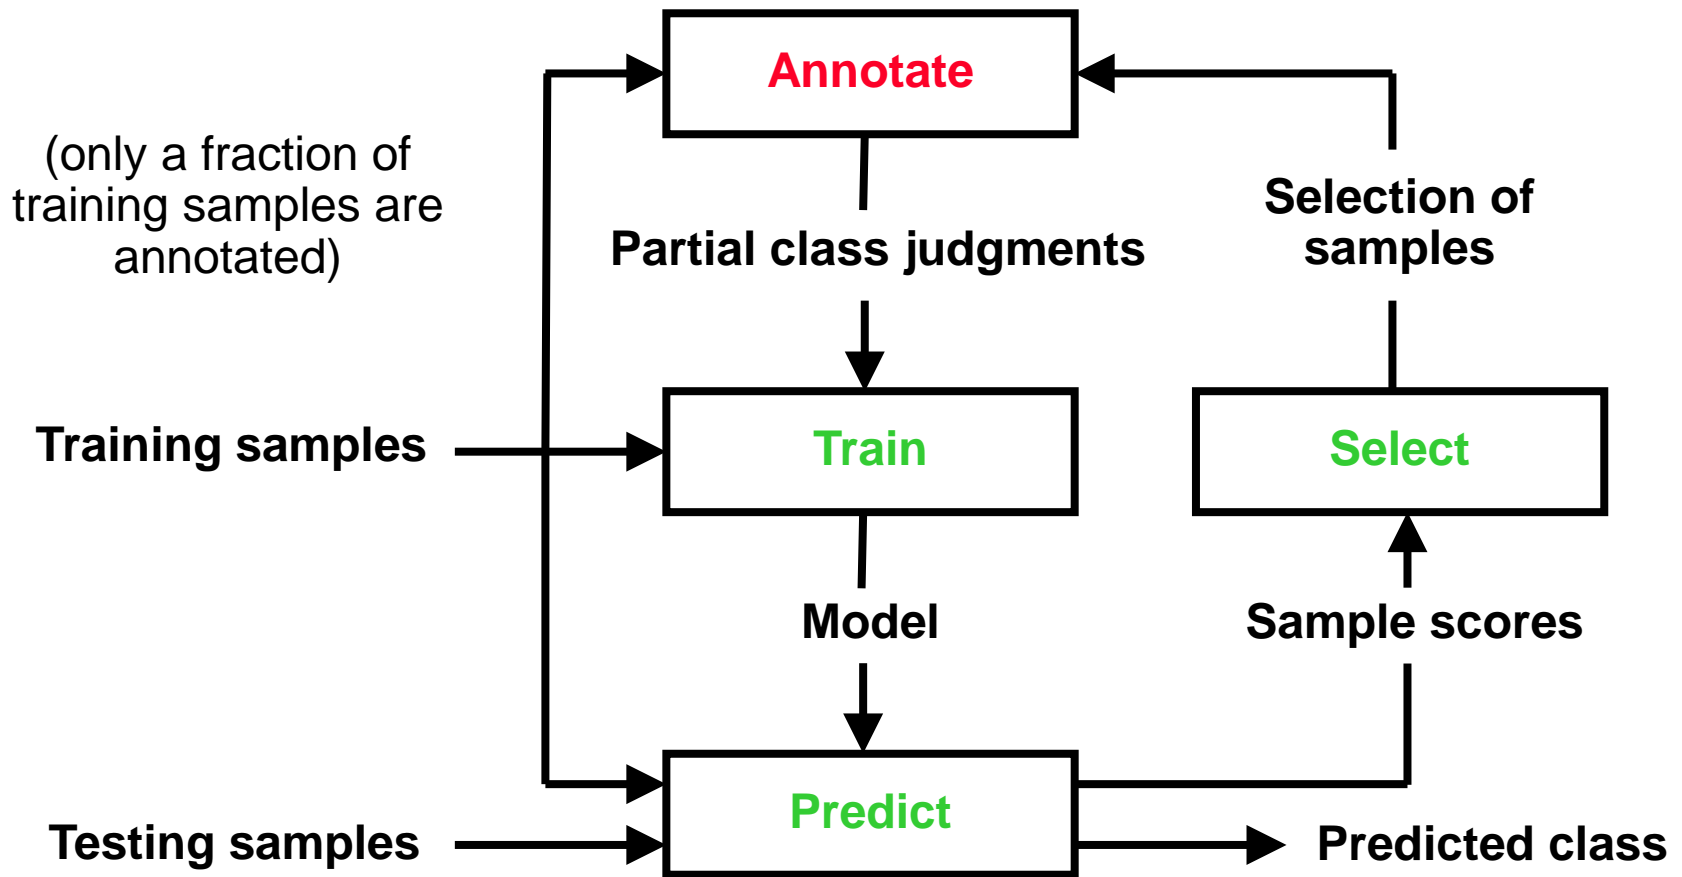 Annotate
(only a fraction of
training samples are
annotated)
Partial class judgments
Selection of
samples
Training samples
Train
Select
Model
Sample scores
Predict
Testing samples
Predicted class